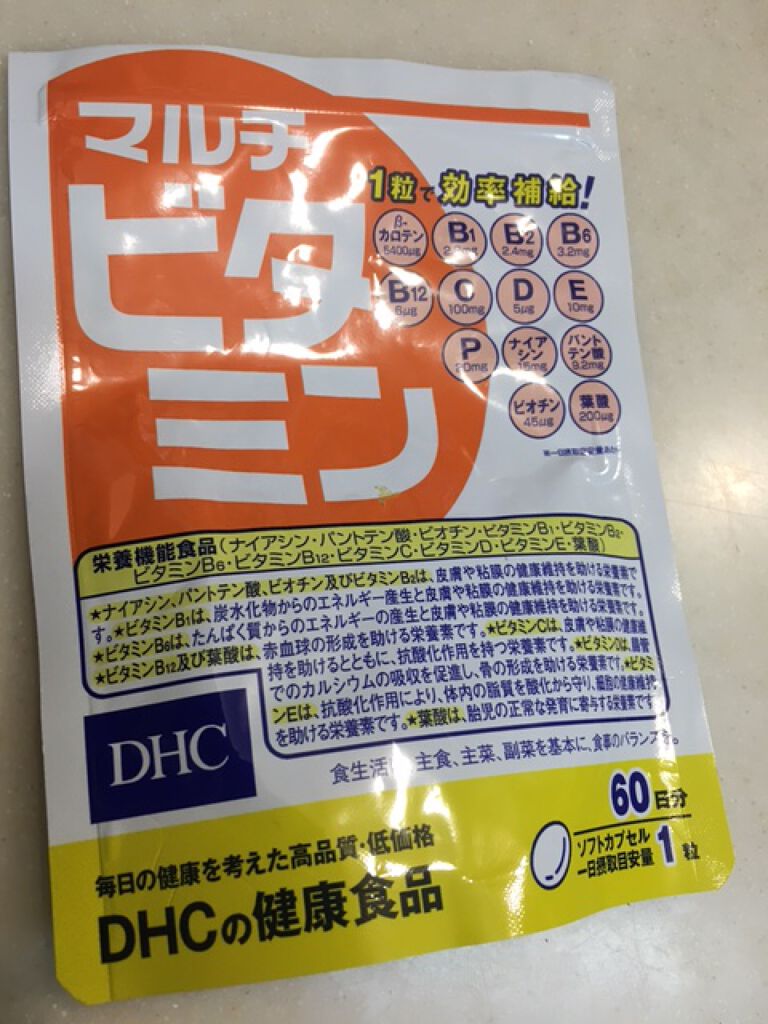 マルチ
ビタ
ミン
1粒で効率補給!
β-カロテン 5400μg
B1
B2 2.4mg
B6 3.2mg
B12 6μg
C 100mg
D 5μg
E 10mg
P 20mg
ナイアシン 15mg
パントテン酸 9.2mg
ビオチン 45μg
葉酸 200μg
栄養機能食品(ナイアシン・パントテン酸・ビオチン・ビタミンB1・ビタミンB2・
ビタミンB6・ビタミンB12・ビタミンC・ビタミンD・ビタミンE・葉酸)
★ナイアシン、パントテン酸、ビオチン及びビタミンB2は、皮膚や粘膜の健康維持を助ける栄養素で
す。★ビタミンB1は、炭水化物からのエネルギー産生と皮膚や粘膜の健康維持を助ける栄養素です。
★ビタミンB6は、たんぱく質からのエネルギーの産生と皮膚や粘膜の健康維持を助ける栄養素です。
★ビタミンB12及び葉酸は、赤血球の形成を助ける栄養素です。★ビタミンCは、皮膚や粘膜の健康維
持を助けるとともに、抗酸化作用を持つ栄養素です。★ビタミンDは、腸管
でのカルシウムの吸収を促進し、骨の形成を助ける栄養素です。★ビタミ
ンEは、抗酸化作用により、体内の脂質を酸化から守り、細胞の健康維持
を助ける栄養素です。★葉酸は、胎児の正常な発育に寄与する栄養素です。
食生活は、主食、主菜、副菜を基本に、食事のバランスを。
DHC
60日分
ソフトカプセル
一日摂取目安量 1粒
毎日の健康を考えた高品質・低価格
DHCの健康食品